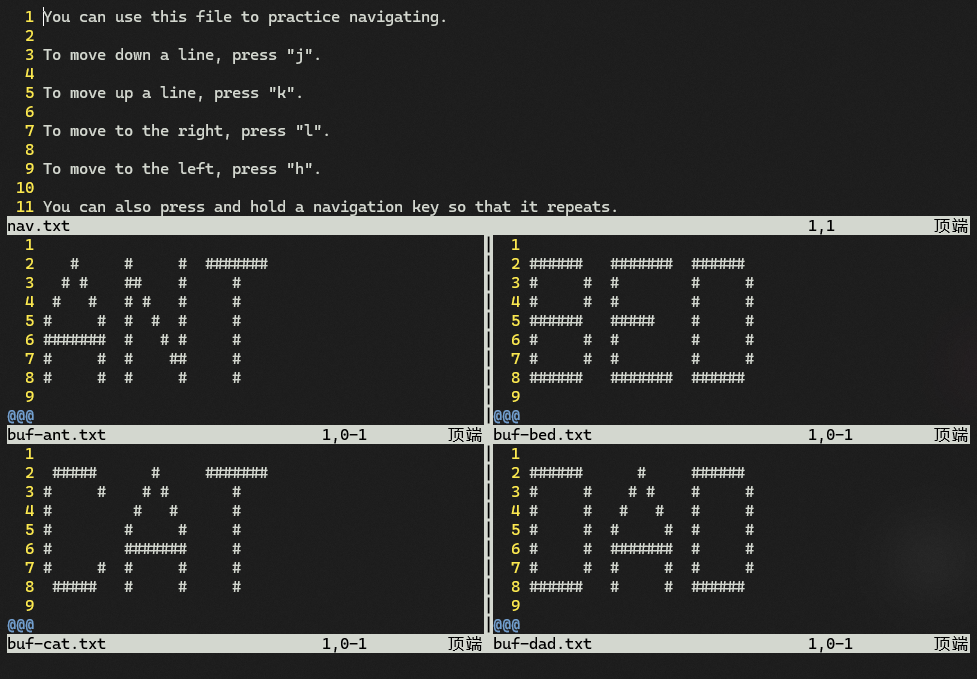 1 You can use this file to practice navigating.
2
3 To move down a line, press "j".
4
5 To move up a line, press "k".
6
7 To move to the right, press "l".
8
9 To move to the left, press "h".
10
11 You can also press and hold a navigation key so that it repeats.
nav.txt 1,1 顶端
1
2    #     #     #  #######
3   # #    ##    #     #
4  #   #   # #   #     #
5 #     #  #  #  #     #
6 #######  #   # #     #
7 #     #  #    ##     #
8 #     #  #     #     #
9
@@@
buf-ant.txt 1,0-1 顶端
1
2 ######   #######  ######
3 #     #  #        #     #
4 #     #  #        #     #
5 ######   #####    #     #
6 #     #  #        #     #
7 #     #  #        #     #
8 ######   #######  ######
9
@@@
buf-bed.txt 1,0-1 顶端
1
2  #####      #     #######
3 #     #    # #       #
4 #         #   #      #
5 #        #     #     #
6 #        #######     #
7 #     #  #     #     #
8  #####   #     #     #
9
@@@
buf-cat.txt 1,0-1 顶端
1
2 ######      #     ######
3 #     #    # #    #     #
4 #     #   #   #   #     #
5 #     #  #     #  #     #
6 #     #  #######  #     #
7 #     #  #     #  #     #
8 ######   #     #  ######
9
@@@
buf-dad.txt 1,0-1 顶端